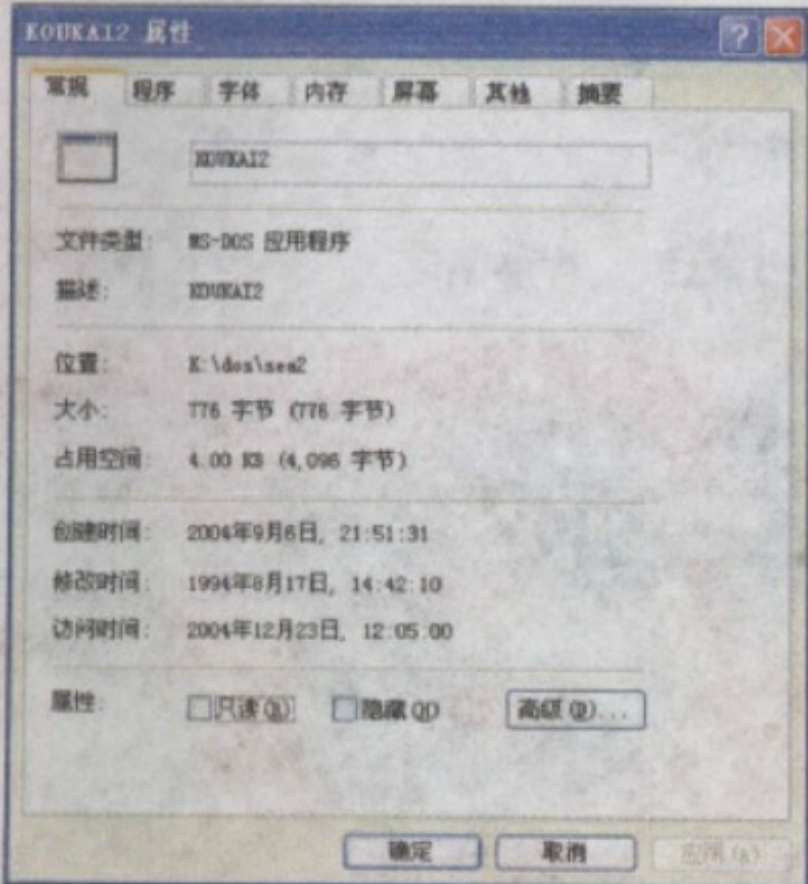 KOUKAI2 属性
常规 程序 字体 内存 屏幕 其他 摘要
KOUKAI2
文件类型: MS-DOS 应用程序
描述: KOUKAI2
位置: K:\dos\sea2
大小: 776 字节 (776 字节)
占用空间: 4.00 KB (4,096 字节)
创建时间: 2004年9月6日, 21:51:31
修改时间: 1994年8月17日, 14:42:10
访问时间: 2004年12月23日, 12:05:00
属性: 只读(R) 隐藏(H) 高级(D)...
确定 取消 应用(A)